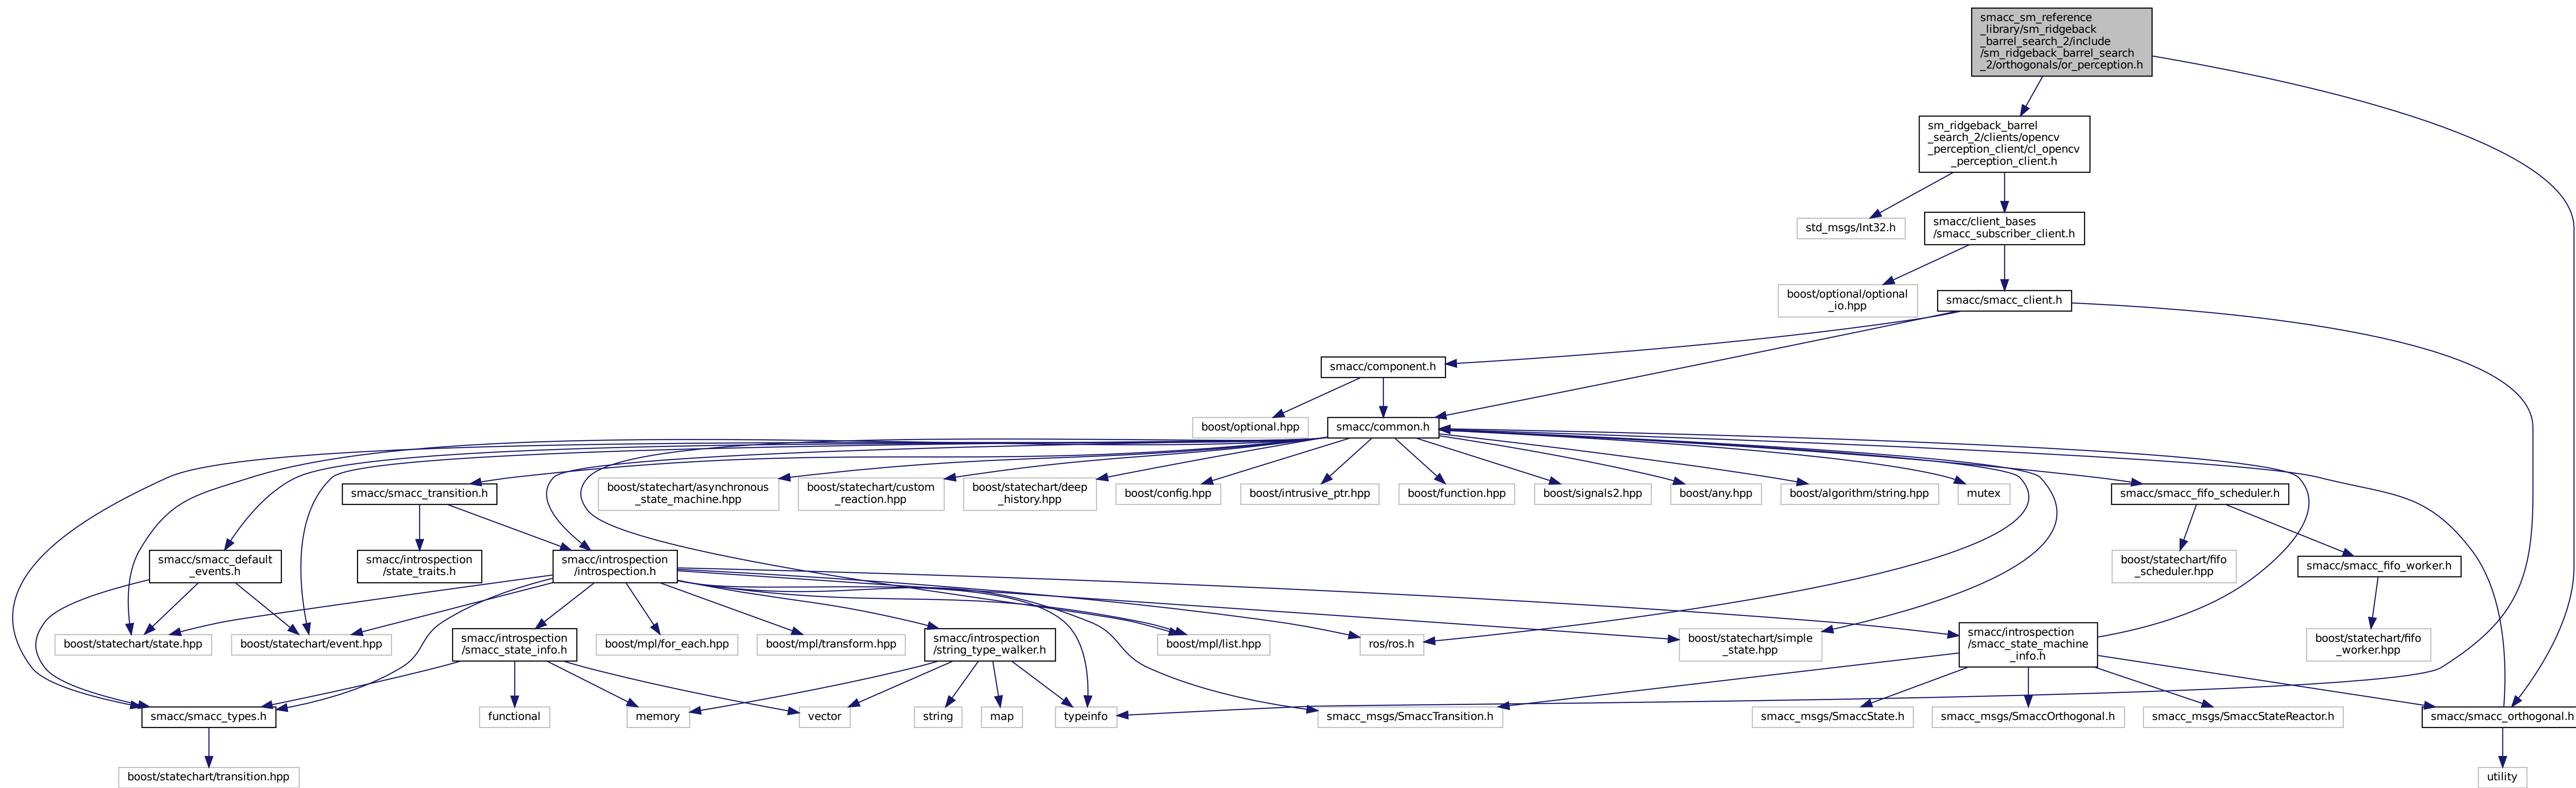 smacc_sm_reference
_library/sm_ridgeback
_barrel_search_2/include
/sm_ridgeback_barrel_search
_2/orthogonals/or_perception.h
sm_ridgeback_barrel
_search_2/clients/opencv
_perception_client/cl_opencv
_perception_client.h
std_msgs/Int32.h
smacc/client_bases
/smacc_subscriber_client.h
boost/optional/optional
_io.hpp
smacc/smacc_client.h
smacc/component.h
boost/optional.hpp
smacc/common.h
smacc/smacc_transition.h
boost/statechart/asynchronous
_state_machine.hpp
boost/statechart/custom
_reaction.hpp
boost/statechart/deep
_history.hpp
boost/config.hpp
boost/intrusive_ptr.hpp
boost/function.hpp
boost/signals2.hpp
boost/any.hpp
boost/algorithm/string.hpp
mutex
smacc/smacc_fifo_scheduler.h
smacc/smacc_default
_events.h
smacc/introspection
/state_traits.h
smacc/introspection
/introspection.h
boost/statechart/fifo
_scheduler.hpp
smacc/smacc_fifo_worker.h
boost/statechart/state.hpp
boost/statechart/event.hpp
smacc/introspection
/smacc_state_info.h
boost/mpl/for_each.hpp
boost/mpl/transform.hpp
smacc/introspection
/string_type_walker.h
boost/mpl/list.hpp
ros/ros.h
boost/statechart/simple
_state.hpp
smacc/introspection
/smacc_state_machine
_info.h
boost/statechart/fifo
_worker.hpp
smacc/smacc_types.h
functional
memory
vector
string
map
typeinfo
smacc_msgs/SmaccTransition.h
smacc_msgs/SmaccState.h
smacc_msgs/SmaccOrthogonal.h
smacc_msgs/SmaccStateReactor.h
smacc/smacc_orthogonal.h
boost/statechart/transition.hpp
utility